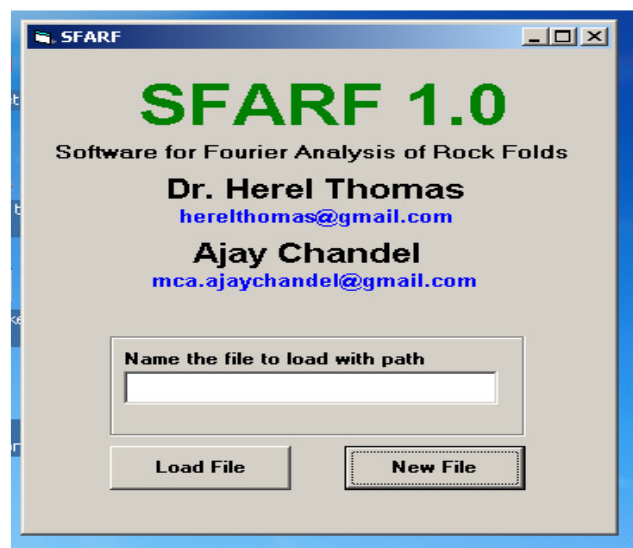 SFARF
SFARF 1.0
Software for Fourier Analysis of Rock Folds
Dr. Herel Thomas
herelthomas@gmail.com
Ajay Chandel
mca.ajaychandel@gmail.com
Name the file to load with path
Load File
New File